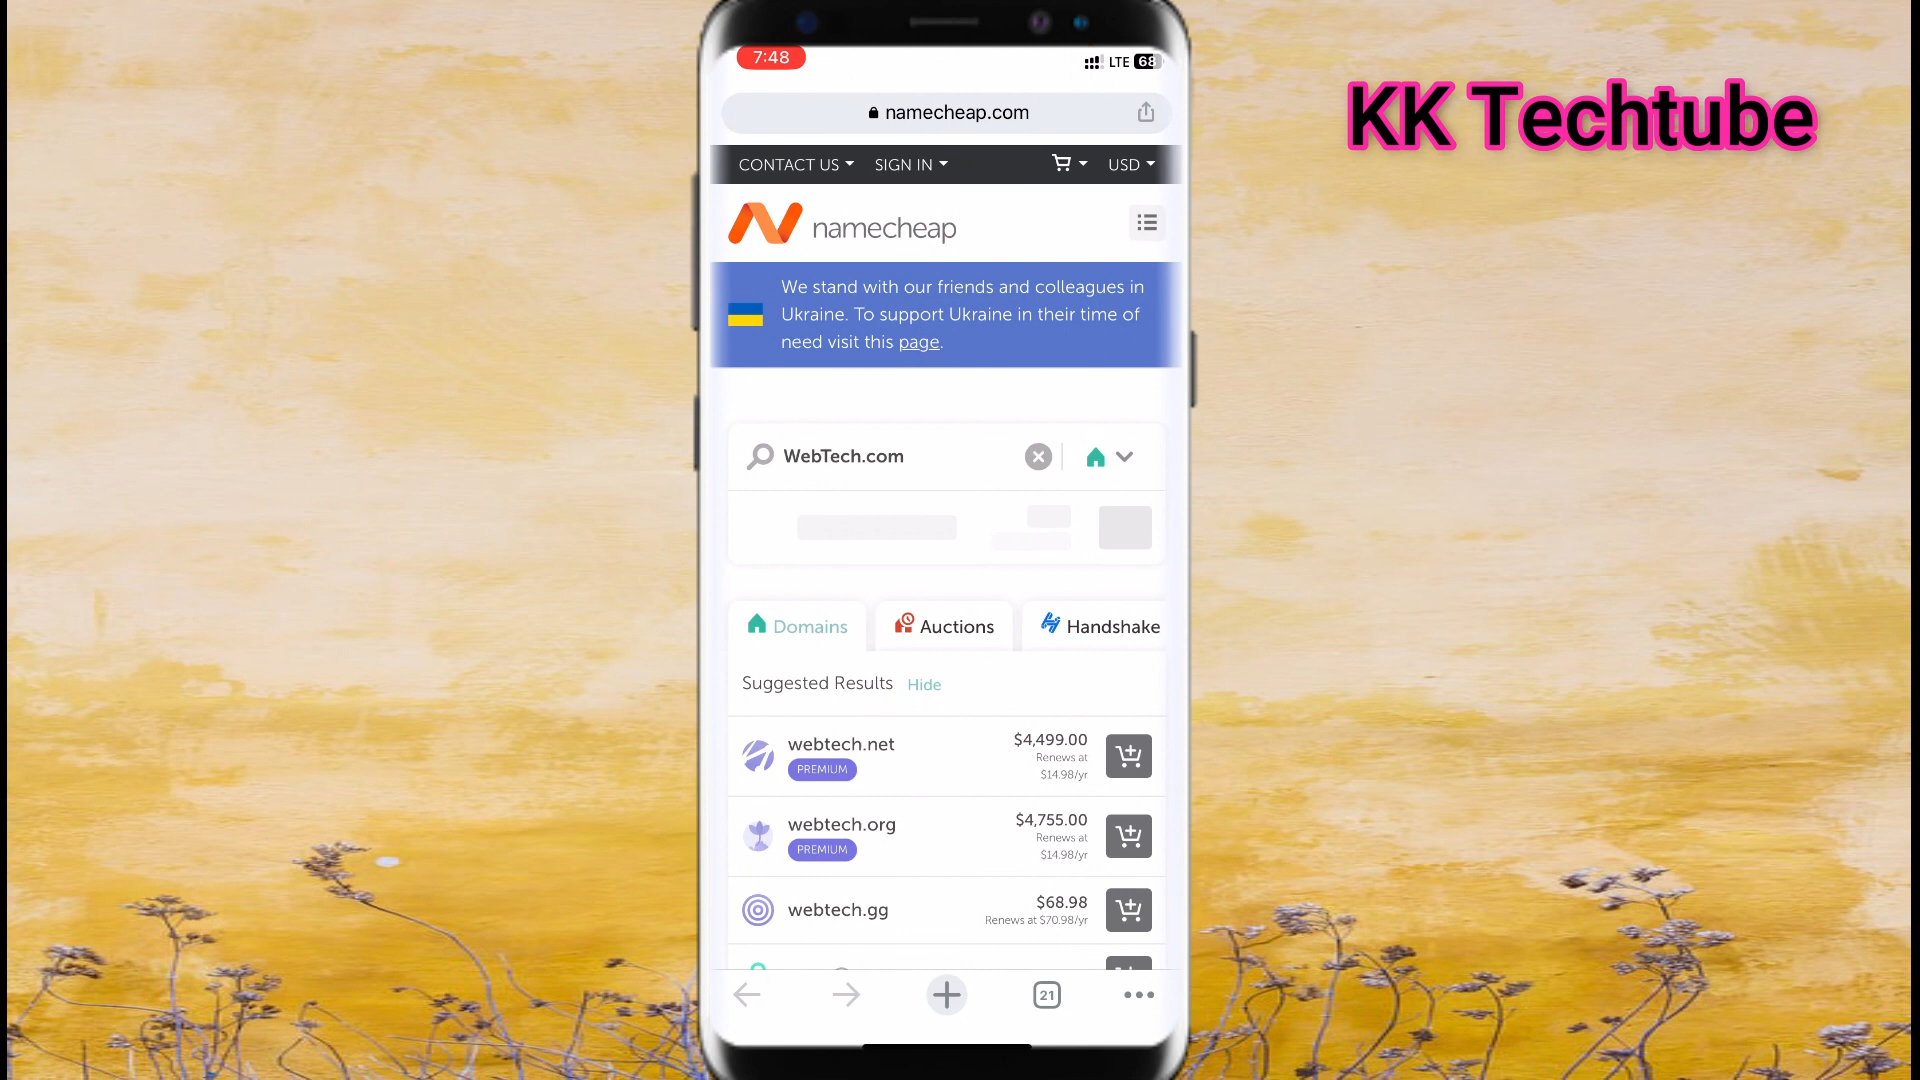 KK Techtube
7:48
LTE 68
namecheap.com
CONTACT US SIGN IN USD
namecheap
We stand with our friends and colleagues in
Ukraine. To support Ukraine in their time of
need visit this page.
WebTech.com
Domains Auctions Handshake
Suggested Results Hide
webtech.net $4,499.00
PREMIUM Renews at
$14.98/yr
webtech.org $4,755.00
PREMIUM Renews at
$14.98/yr
webtech.gg $68.98
Renews at $70.98/yr
21